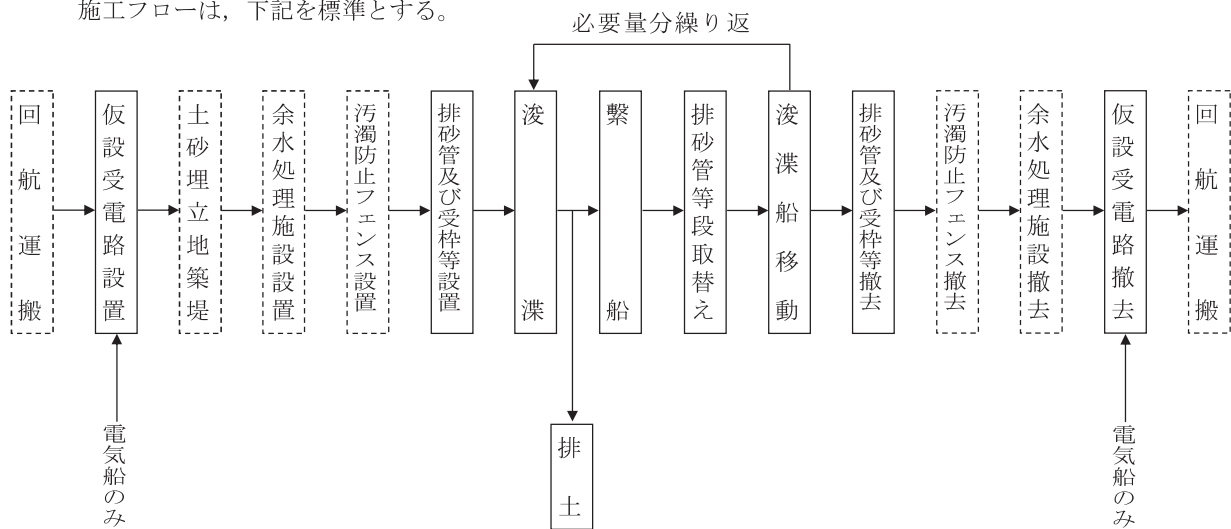 施工フローは，下記を標準とする。
必要量分繰り返
回航運搬
仮設受電路設置
土砂埋立地築堤
余水処理施設設置
汚濁防止フェンス設置
排砂管及び受枠等設置
浚渫
繫船
排砂管等段取替え
浚渫船移動
排砂管及び受枠等撤去
汚濁防止フェンス撤去
余水処理施設撤去
仮設受電路撤去
回航運搬
電気船のみ
排土
電気船のみ